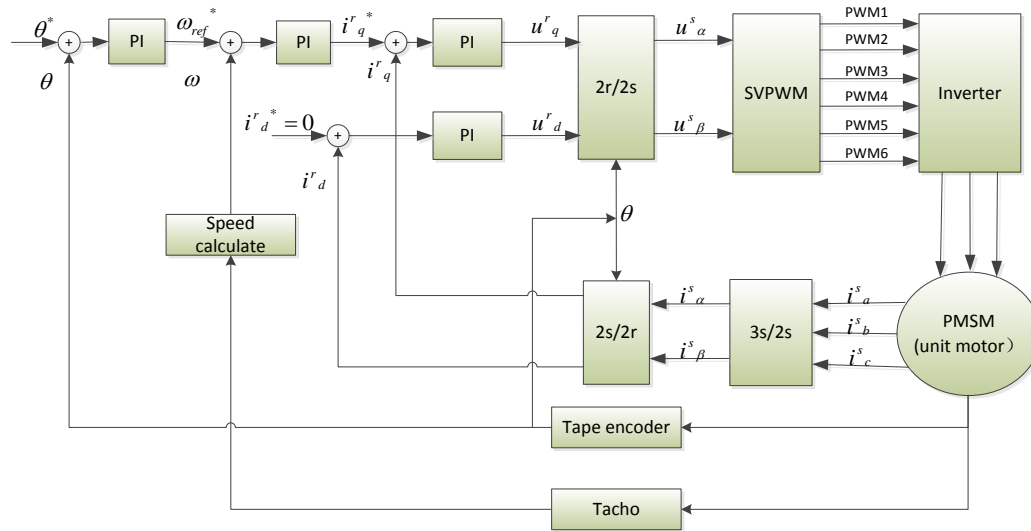 PWM1
θ*
+
PI
ω_ref*
+
PI
i^r_q*
+
PI
u^r_q
2r/2s
u^s_α
SVPWM
PWM2
PWM3
PWM4
PWM5
PWM6
Inverter
θ
ω
i^r_q
i^r_d* = 0
+
PI
u^r_d
u^s_β
i^r_d
θ
Speed
calculate
2s/2r
i^s_α
i^s_β
3s/2s
i^s_a
i^s_b
i^s_c
PMSM
(unit motor）
Tape encoder
Tacho